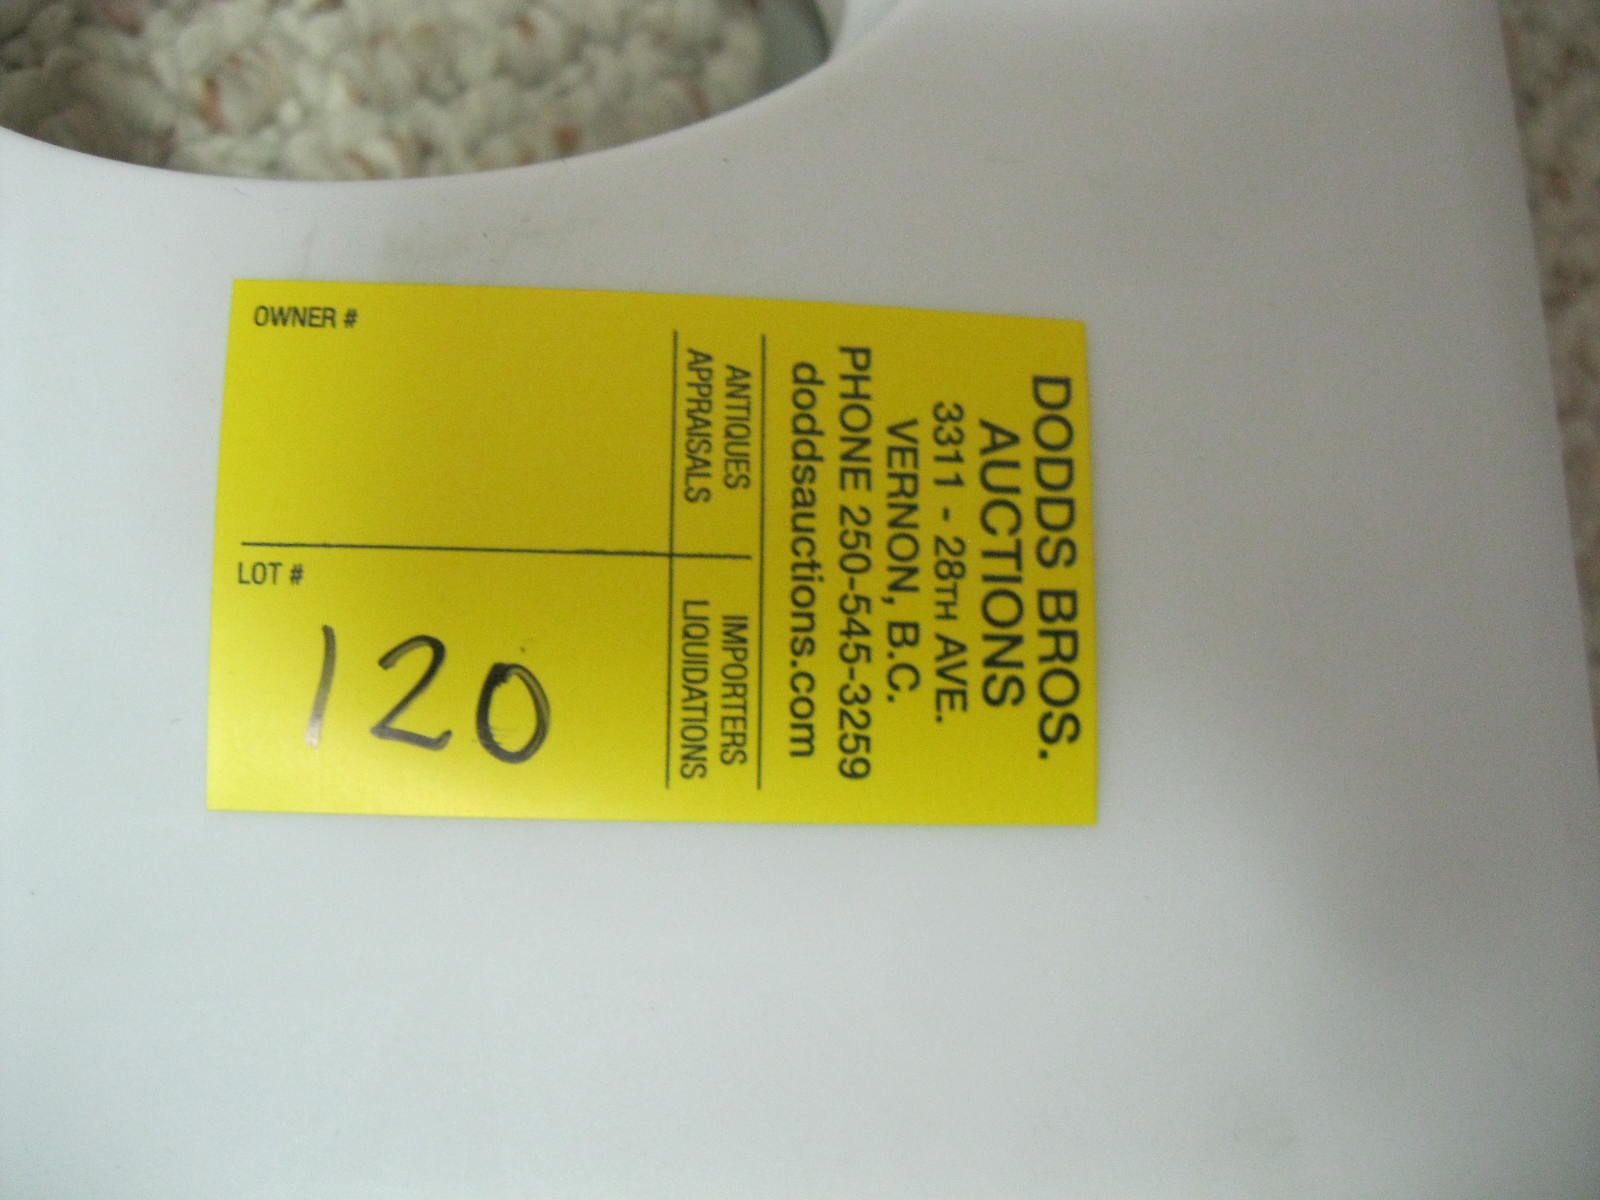 DODDS BROS.
AUCTIONS
3311 - 28TH AVE.
VERNON, B.C.
PHONE 250-545-3259
doddsauctions.com
ANTIQUES IMPORTERS
APPRAISALS LIQUIDATIONS
OWNER #
LOT #
120